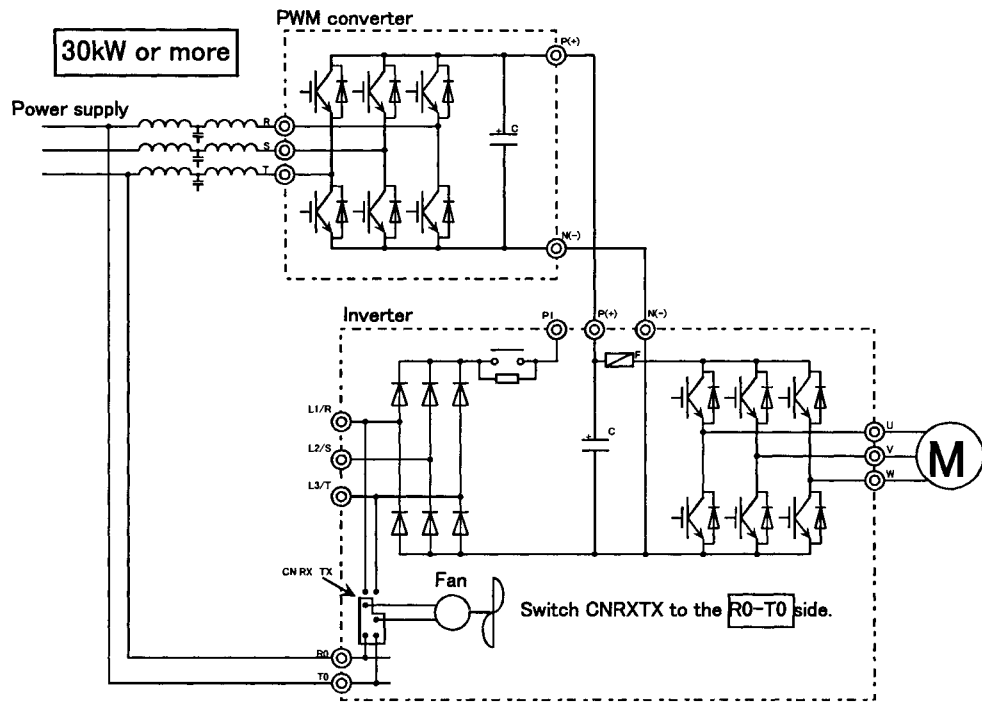 PWM converter
30kW or more
P(+)
Power supply
R
S
T
C
N(-)
Inverter
P1
P(+)
N(-)
F
L1/R
L2/S
L3/T
C
U
V
W
M
CN RX TX
Fan
Switch CNRXTX to the R0-T0 side.
R0
T0